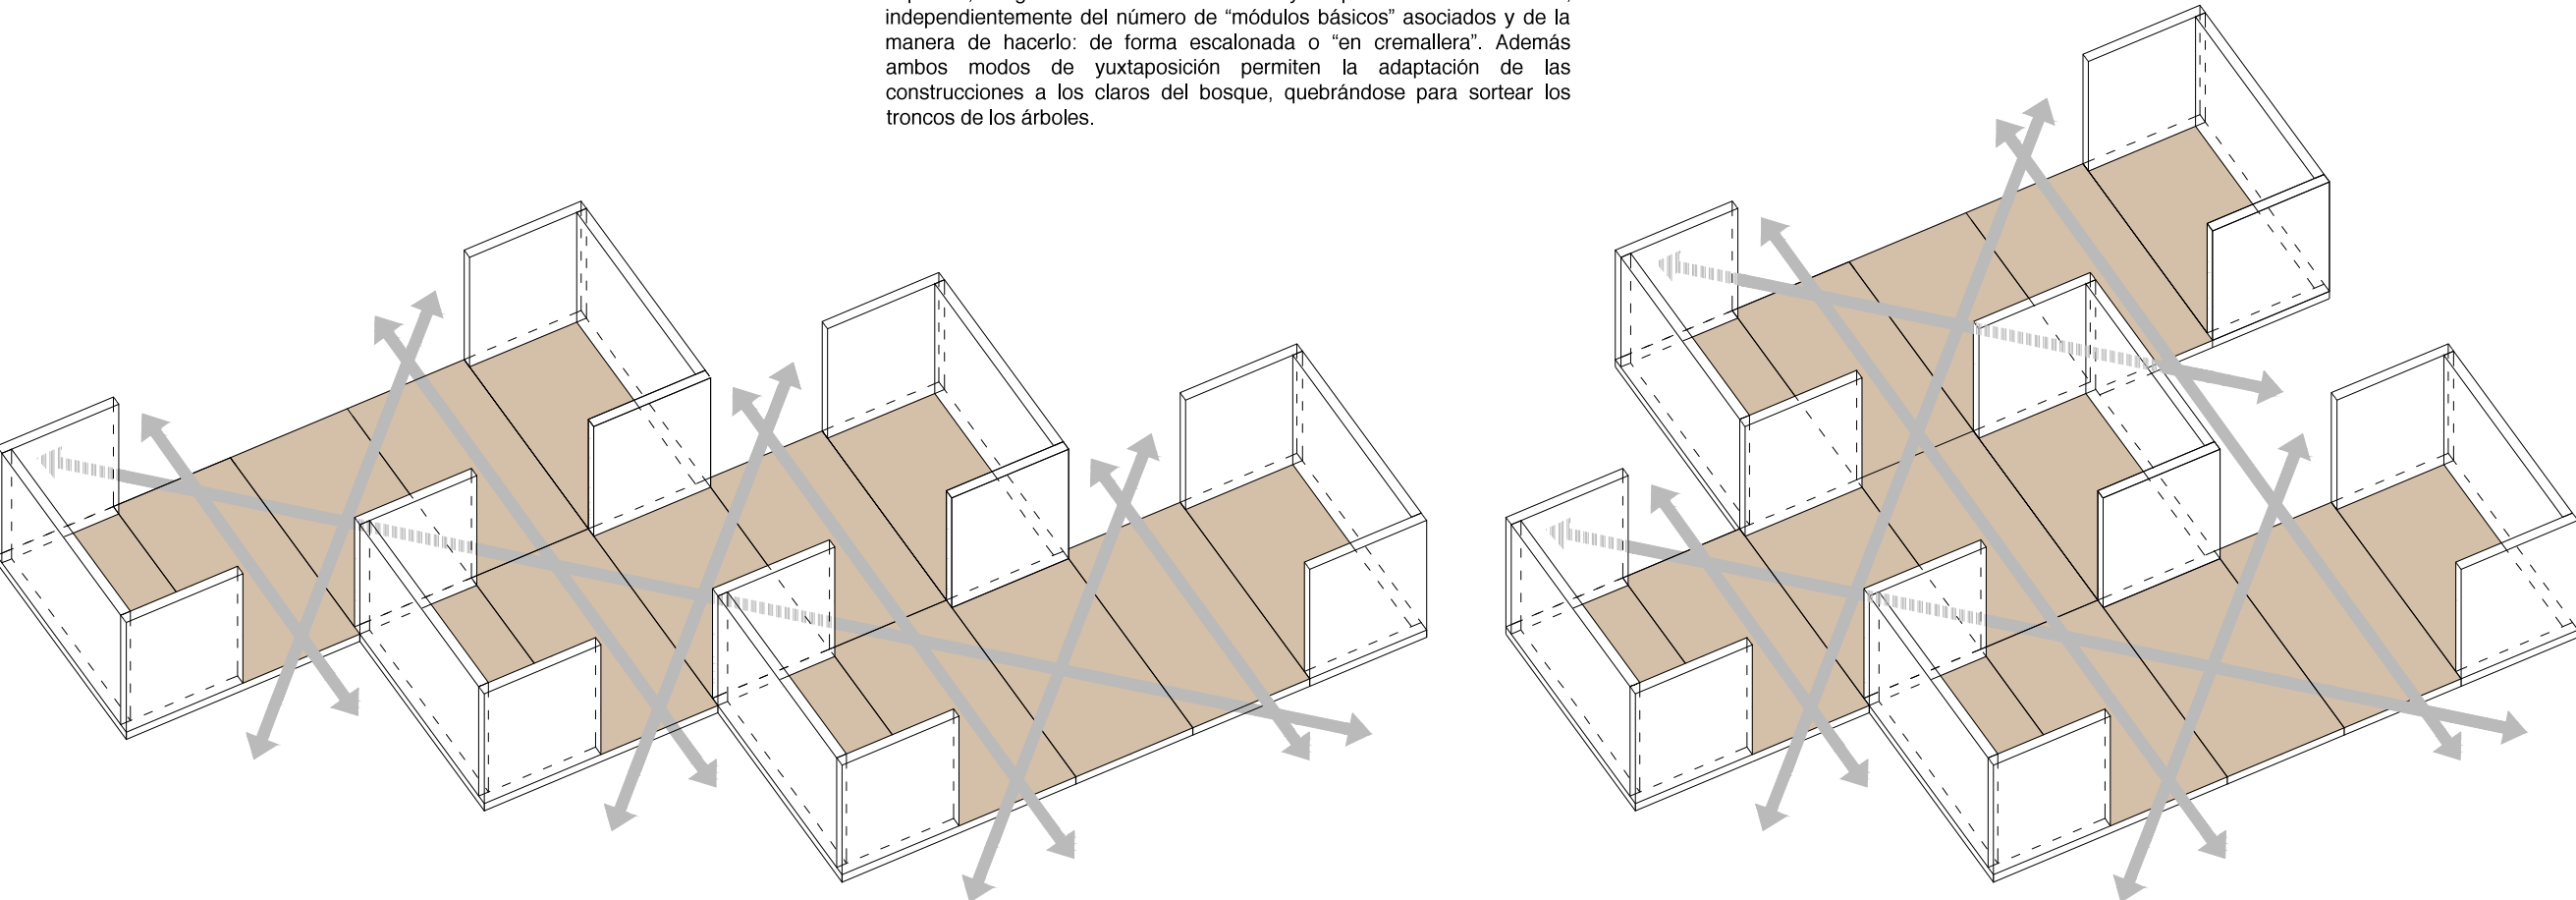 independientemente del número de “módulos básicos” asociados y de la
manera de hacerlo: de forma escalonada o “en cremallera”. Además
ambos modos de yuxtaposición permiten la adaptación de las
construcciones a los claros del bosque, quebrándose para sortear los
troncos de los árboles.